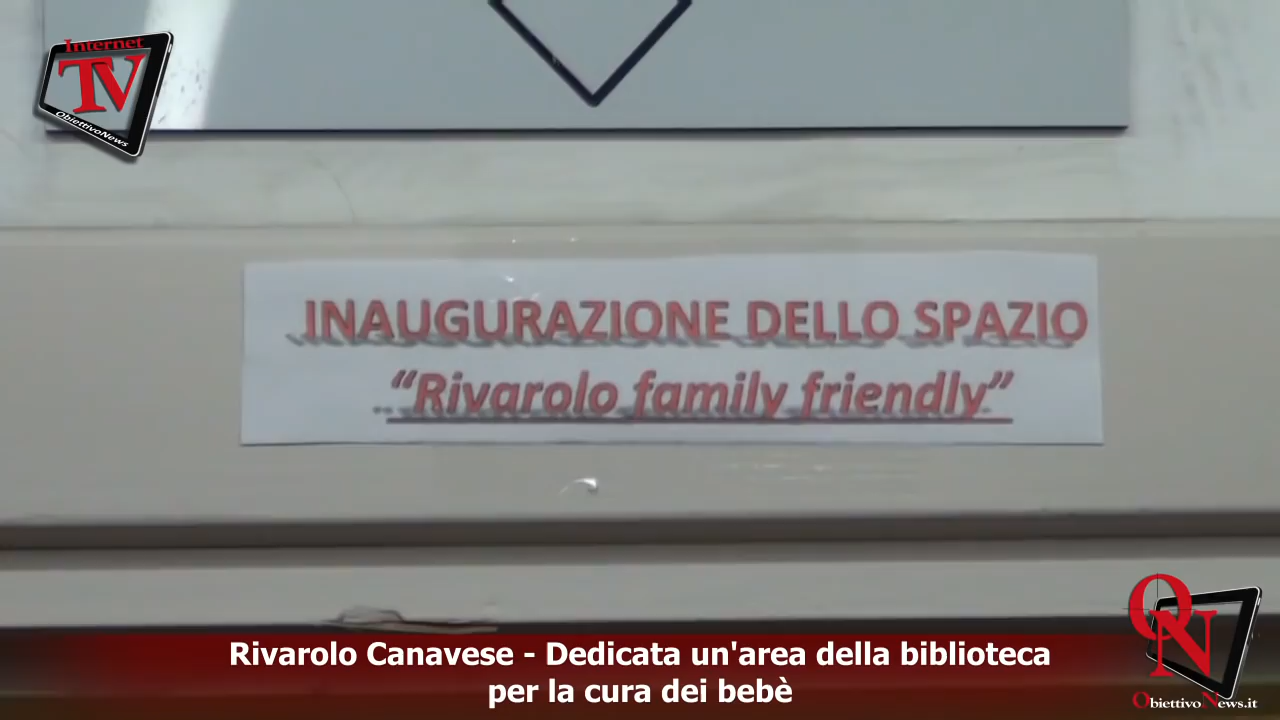 Internet
TV
ObiettivoNews
INAUGURAZIONE DELLO SPAZIO
“Rivarolo family friendly”
Rivarolo Canavese - Dedicata un'area della biblioteca
per la cura dei bebè
ON
ObiettivoNews.it